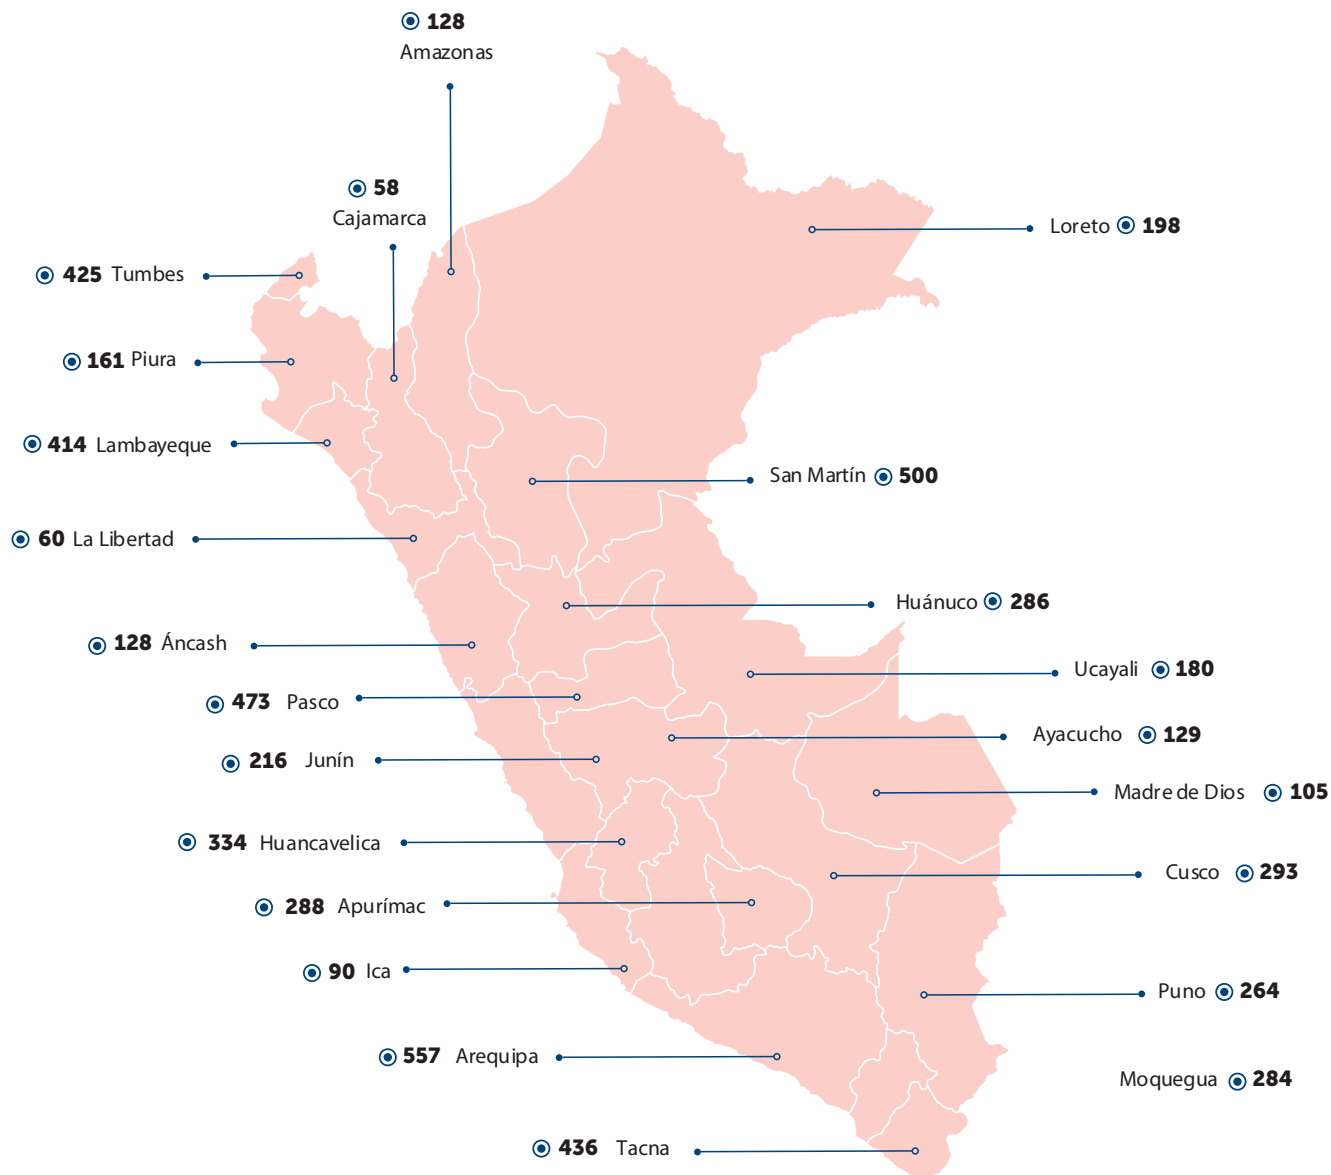 128
Amazonas
58
Cajamarca
Loreto 198
425 Tumbes
161 Piura
414 Lambayeque
San Martín 500
60 La Libertad
Huánuco 286
128 Áncash
Ucayali 180
473 Pasco
Ayacucho 129
216 Junín
Madre de Dios 105
334 Huancavelica
Cusco 293
288 Apurímac
90 Ica
Puno 264
557 Arequipa
Moquegua 284
436 Tacna